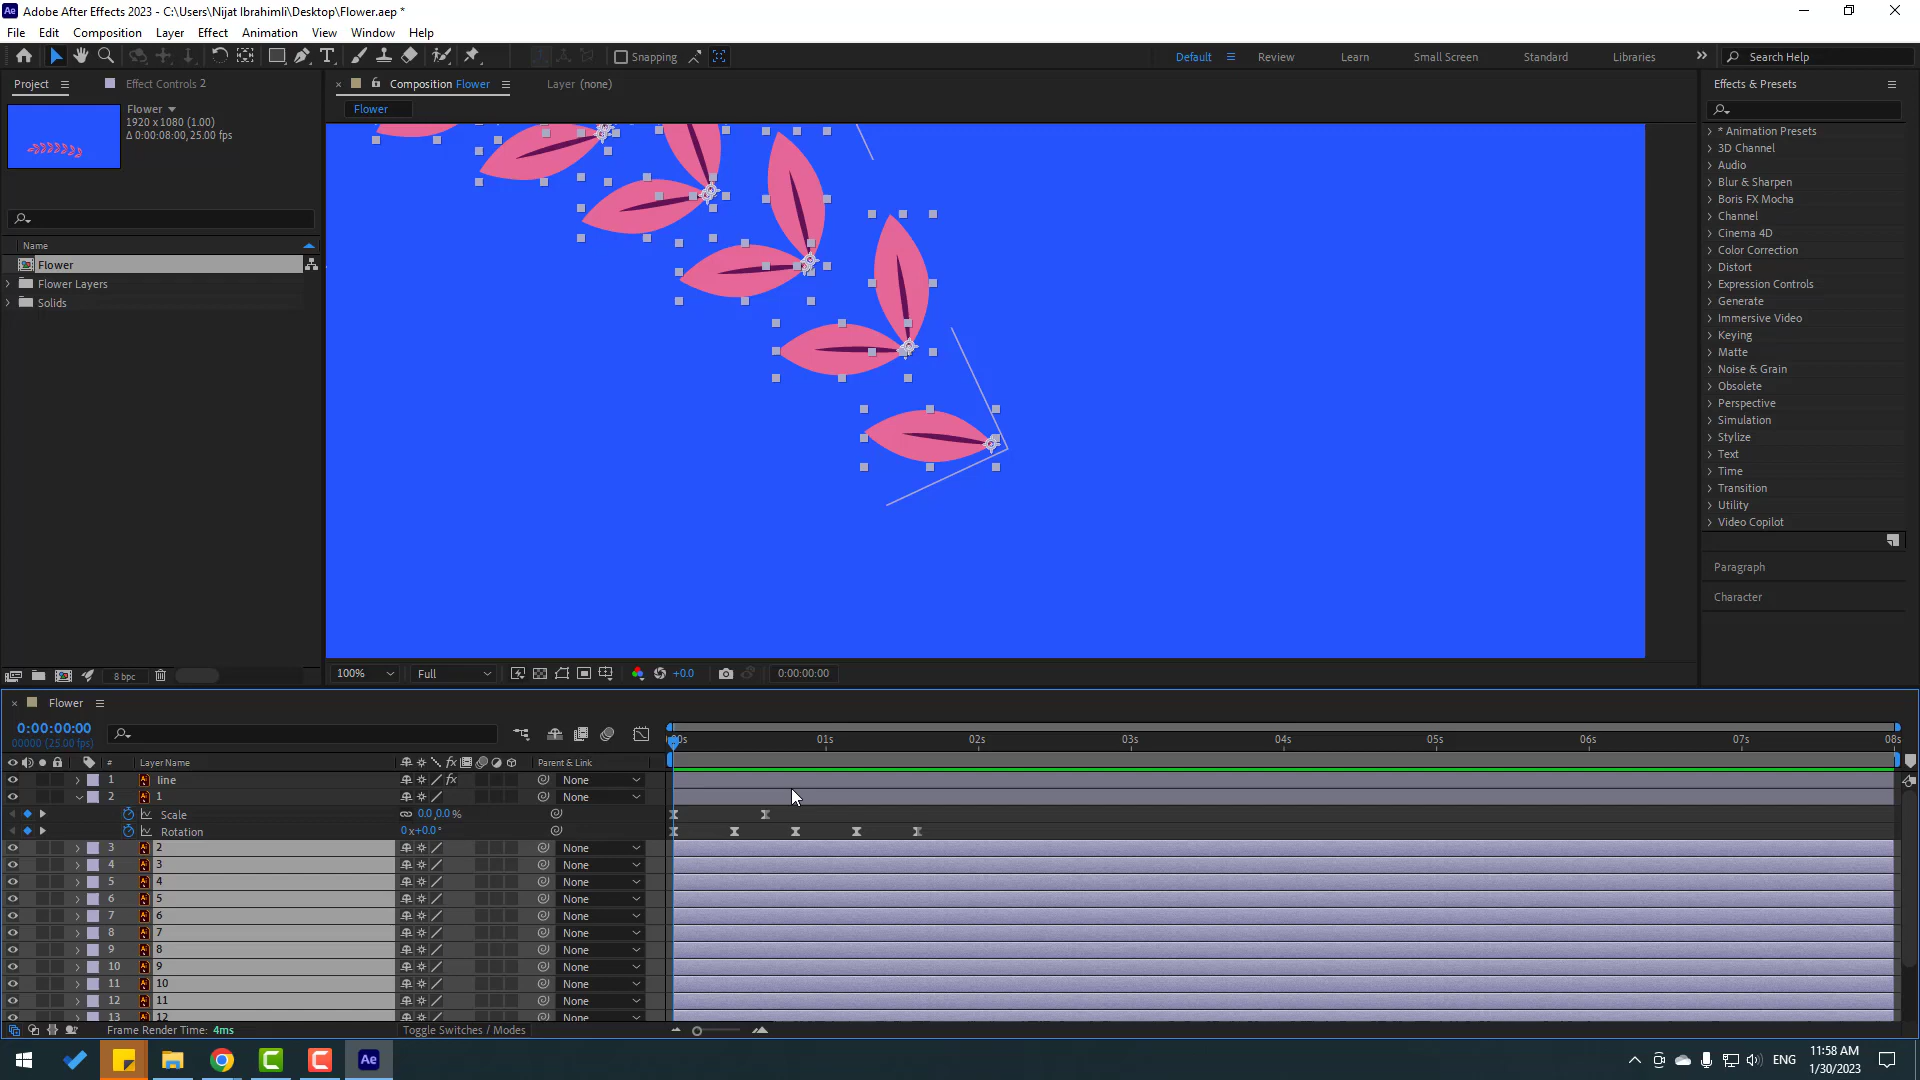 Adobe After Effects 2023 - C:\Users\Nijat Ibrahimli\Desktop\Flower.aep *
File Edit Composition Layer Effect Animation View Window Help
Snapping
Default Review Learn Small Screen Standard Libraries Search Help
Project Effect Controls 2 Composition Flower Layer (none) Effects & Presets
Flower
1920 x 1080 (1.00)
Δ 0:00:08:00, 25.00 fps
Flower
Name
Flower
Flower Layers
Solids
* Animation Presets
3D Channel
Audio
Blur & Sharpen
Boris FX Mocha
Channel
Cinema 4D
Color Correction
Distort
Expression Controls
Generate
Immersive Video
Keying
Matte
Noise & Grain
Obsolete
Perspective
Simulation
Stylize
Text
Time
Transition
Utility
Video Copilot
Paragraph
Character
8 bpc
100% Full +0.0 0:00:00:00
Flower
0:00:00:00
00000 (25.00 fps)
00s 01s 02s 03s 04s 05s 06s 07s 08s
# Layer Name Parent & Link
1 line None
2 1 None
Scale 0.0,0.0 %
Rotation 0x+0.0°
3 2 None
4 3 None
5 4 None
6 5 None
7 6 None
8 7 None
9 8 None
10 9 None
11 10 None
12 11 None
13 12 None
Frame Render Time: 4ms Toggle Switches / Modes
ENG
11:58 AM
1/30/2023